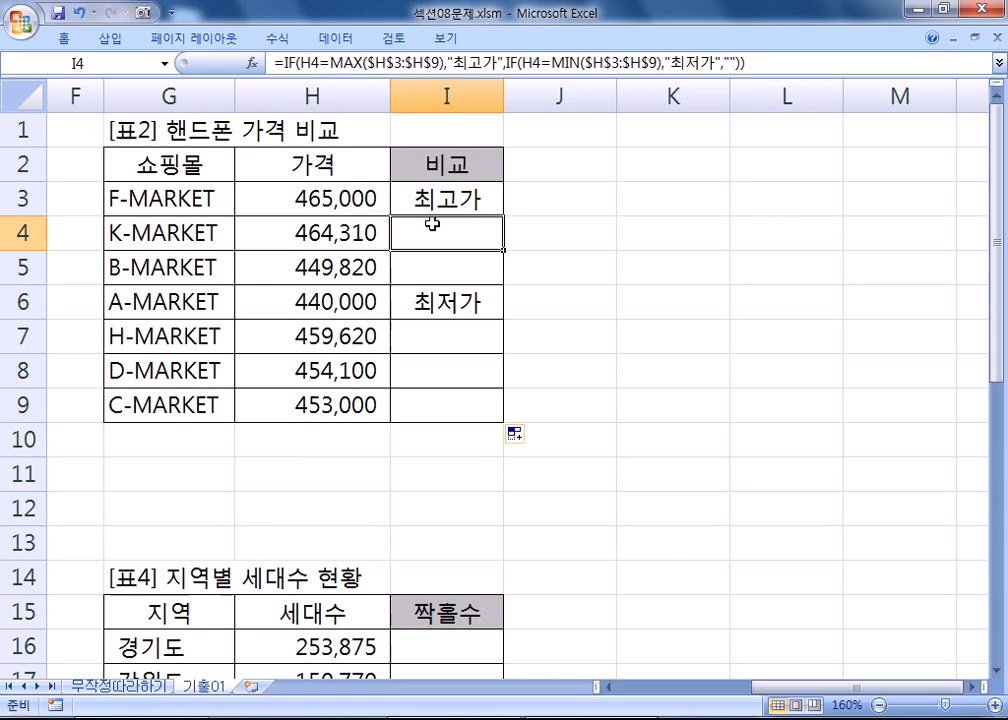 섹션08문제.xlsm - Microsoft Excel
홈 삽입 페이지 레이아웃 수식 데이터 검토 보기
I4 fx =IF(H4=MAX($H$3:$H$9),"최고가",IF(H4=MIN($H$3:$H$9),"최저가",""))
F G H I J K L M
1 [표2] 핸드폰 가격 비교
2 쇼핑몰 가격 비교
3 F-MARKET 465,000 최고가
4 K-MARKET 464,310
5 B-MARKET 449,820
6 A-MARKET 440,000 최저가
7 H-MARKET 459,620
8 D-MARKET 454,100
9 C-MARKET 453,000
10
11
12
13
14 [표4] 지역별 세대수 현황
15 지역 세대수 짝홀수
16 경기도 253,875
17 강원도 150,770
무작정따라하기 기출01
준비 160%